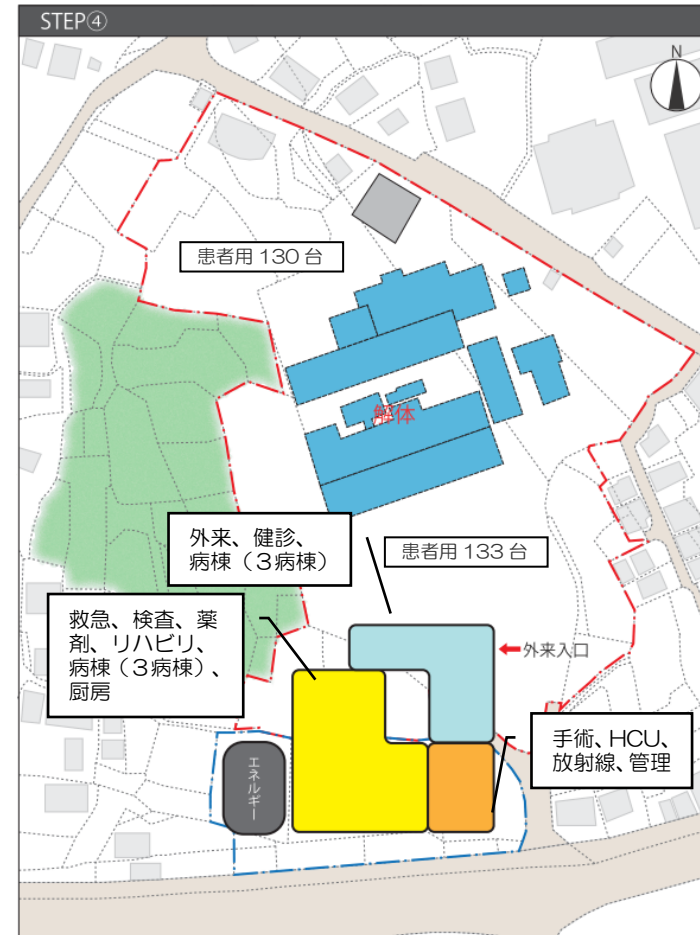 STEP④
N
患者用 130 台
解体
外来、健診、
病棟（３病棟）
患者用 133 台
救急、検査、薬
剤、リハビリ、
病棟（３病棟）、
厨房
外来入口
手術、HCU、
放射線、管理
エネルギー